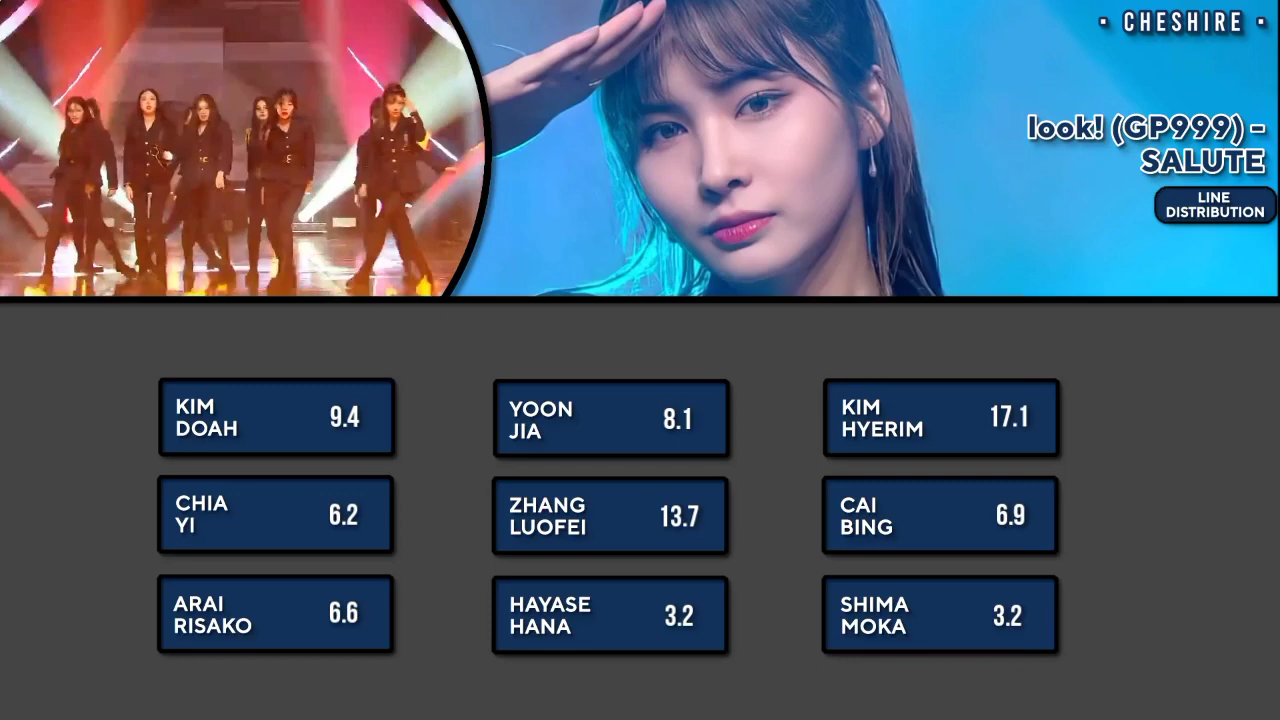 · CHESHIRE ·
look! (GP999) -
SALUTE
LINE
DISTRIBUTION
KIM
DOAH
9.4
YOON
JIA
8.1
KIM
HYERIM
17.1
CHIA
YI
6.2
ZHANG
LUOFEI
13.7
CAI
BING
6.9
ARAI
RISAKO
6.6
HAYASE
HANA
3.2
SHIMA
MOKA
3.2